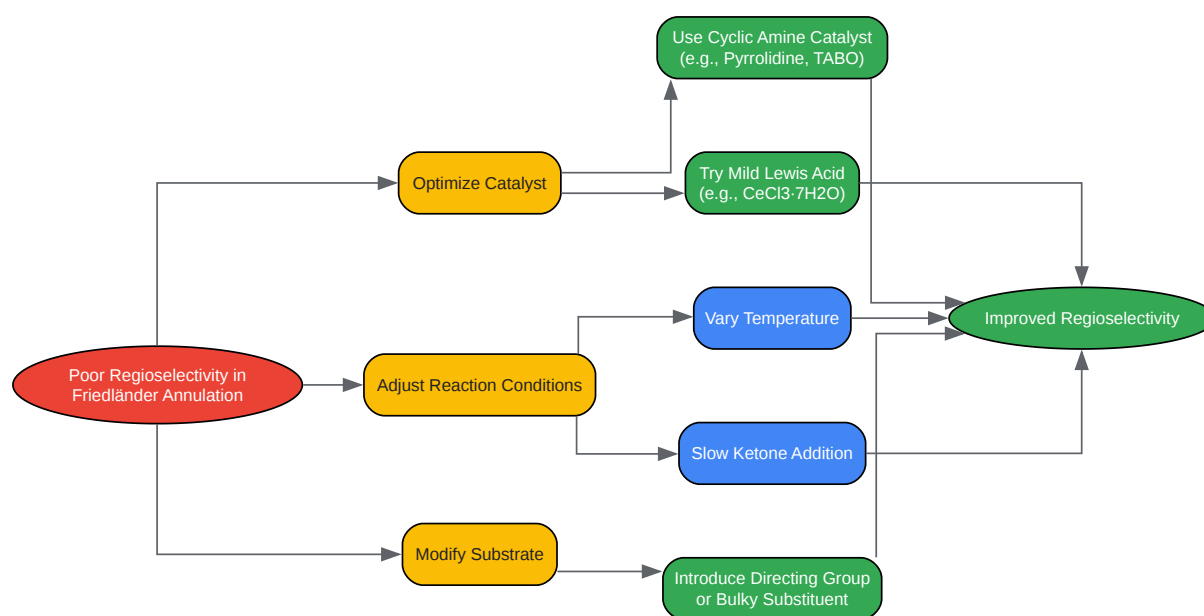 Use Cyclic Amine Catalyst
(e.g., Pyrrolidine, TABO)
Optimize Catalyst
Try Mild Lewis Acid
(e.g., CeCl3·7H2O)
Vary Temperature
Improved Regioselectivity
Poor Regioselectivity in
Friedländer Annulation
Adjust Reaction Conditions
Slow Ketone Addition
Modify Substrate
Introduce Directing Group
or Bulky Substituent